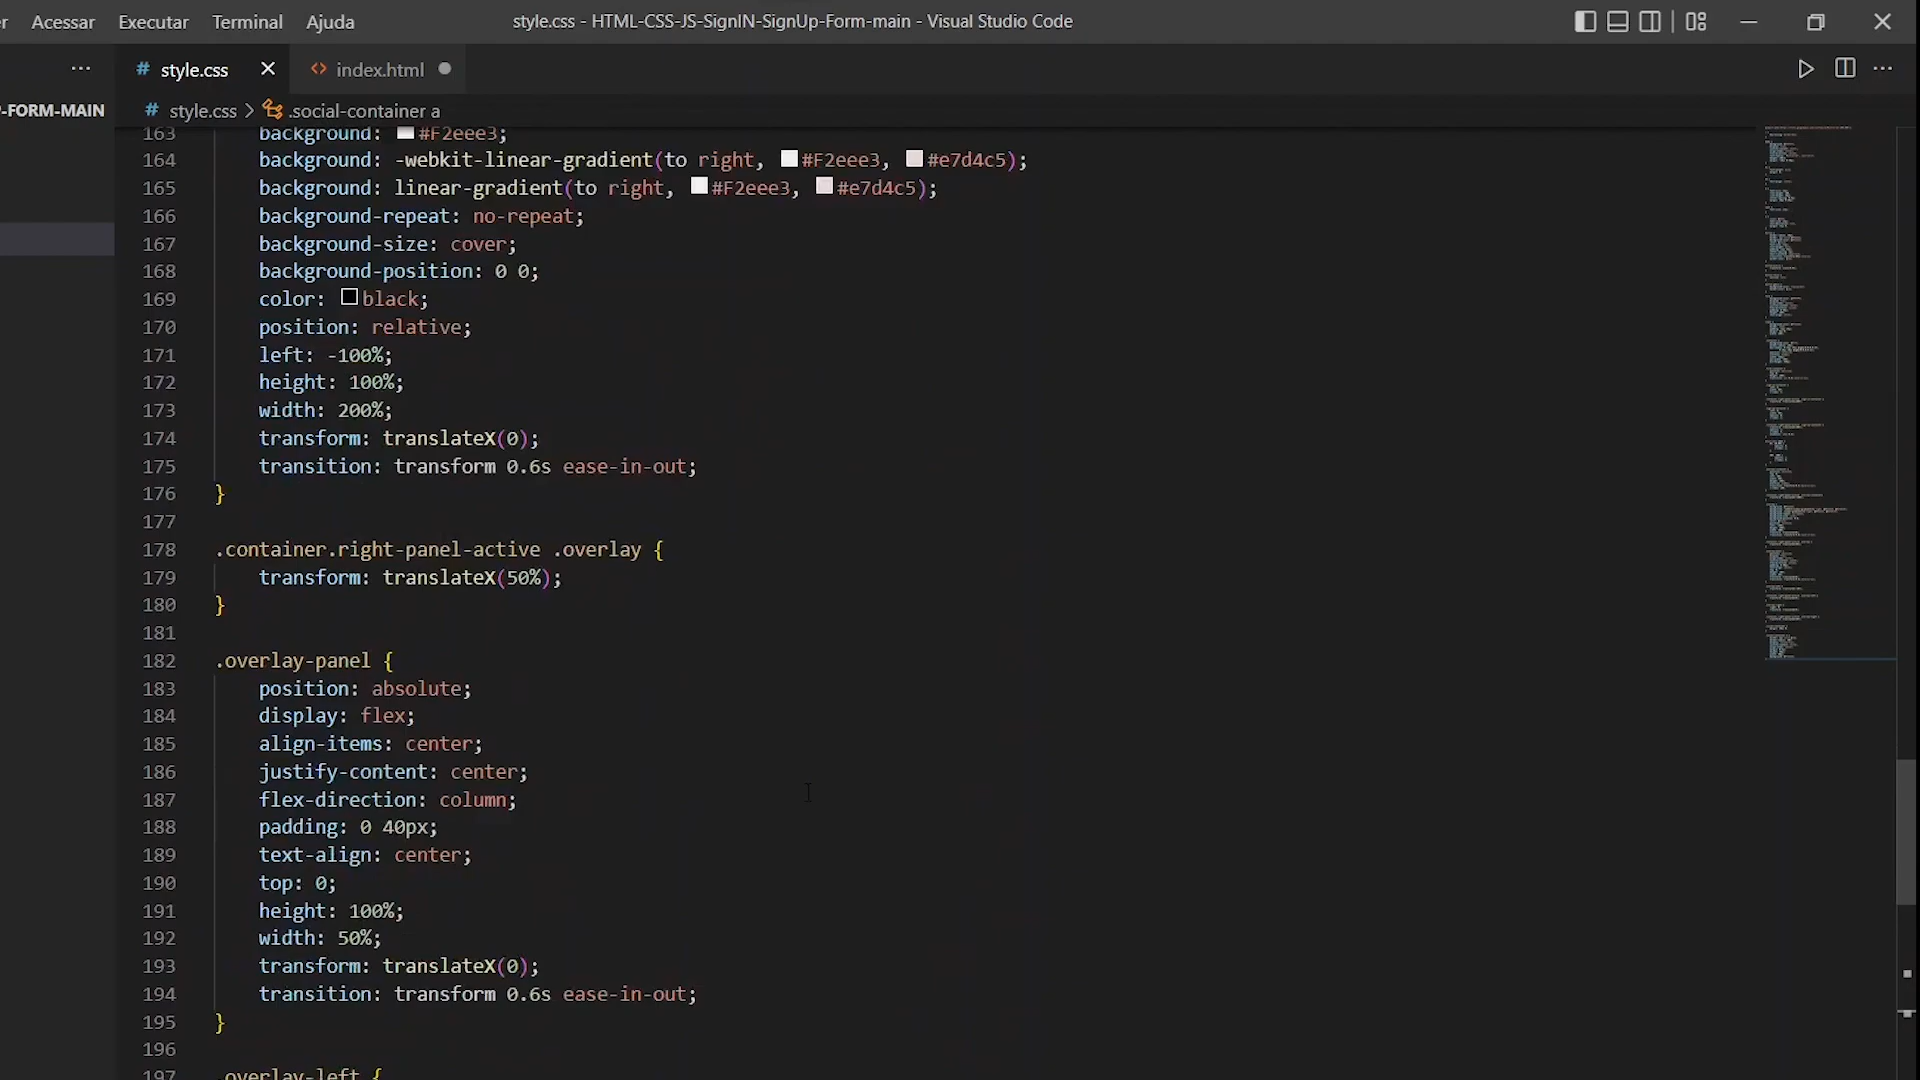 r Acessar Executar Terminal Ajuda style.css - HTML-CSS-JS-SignIN-SignUp-Form-main - Visual Studio Code
··· # style.css × <> index.html
-FORM-MAIN # style.css > .social-container a
163 background: #F2eee3;
164 background: -webkit-linear-gradient(to right, #F2eee3, #e7d4c5);
165 background: linear-gradient(to right, #F2eee3, #e7d4c5);
166 background-repeat: no-repeat;
167 background-size: cover;
168 background-position: 0 0;
169 color: black;
170 position: relative;
171 left: -100%;
172 height: 100%;
173 width: 200%;
174 transform: translateX(0);
175 transition: transform 0.6s ease-in-out;
176 }
177
178 .container.right-panel-active .overlay {
179 transform: translateX(50%);
180 }
181
182 .overlay-panel {
183 position: absolute;
184 display: flex;
185 align-items: center;
186 justify-content: center;
187 flex-direction: column;
188 padding: 0 40px;
189 text-align: center;
190 top: 0;
191 height: 100%;
192 width: 50%;
193 transform: translateX(0);
194 transition: transform 0.6s ease-in-out;
195 }
196
197 .overlay-left {